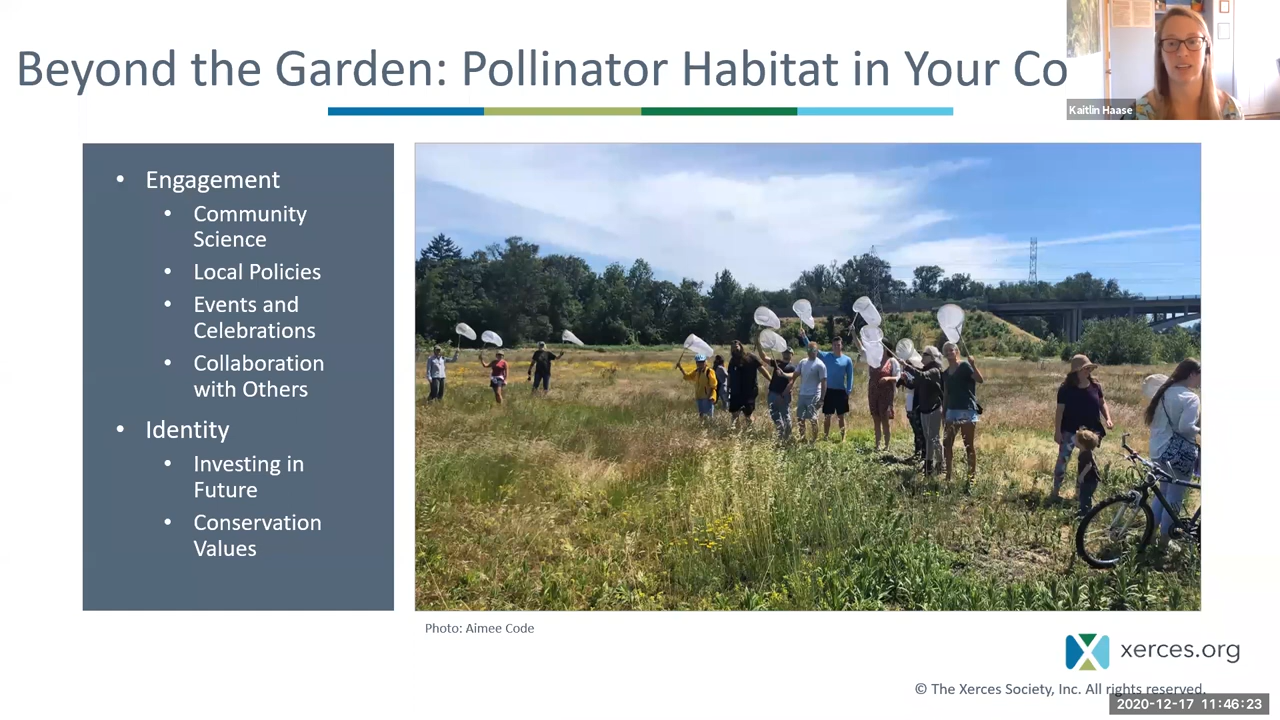 Beyond the Garden: Pollinator Habitat in Your Co
Kaitlin Haase
• Engagement
• Community
Science
• Local Policies
• Events and
Celebrations
• Collaboration
with Others
• Identity
• Investing in
Future
• Conservation
Values
Photo: Aimee Code
xerces.org
© The Xerces Society, Inc. All rights reserved.
2020-12-17 11:46:23